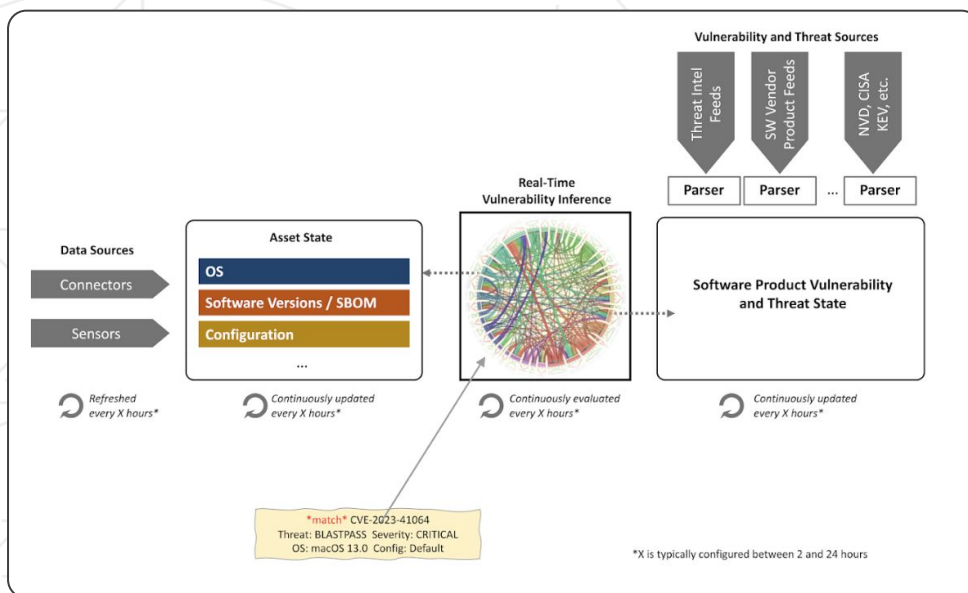 Vulnerability and Threat Sources
Threat Intel
Feeds
SW Vendor
Product Feeds
NVD, CISA
KEV, etc.
Parser
Parser
...
Parser
Real-Time
Vulnerability Inference
Data Sources
Connectors
Sensors
Asset State
OS
Software Versions / SBOM
Configuration
...
Software Product Vulnerability
and Threat State
Refreshed
every X hours*
Continuously updated
every X hours*
Continuously evaluated
every X hours*
Continuously updated
every X hours*
*match* CVE-2023-41064
Threat: BLASTPASS Severity: CRITICAL
OS: macOS 13.0 Config: Default
*X is typically configured between 2 and 24 hours